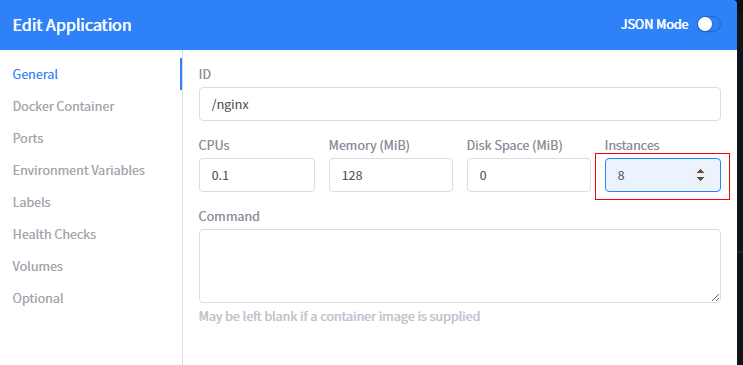 Edit Application
JSON Mode
General
Docker Container
Ports
Environment Variables
Labels
Health Checks
Volumes
Optional
ID
/nginx
CPUs Memory (MiB) Disk Space (MiB) Instances
0.1 128 0 8
Command
May be left blank if a container image is supplied